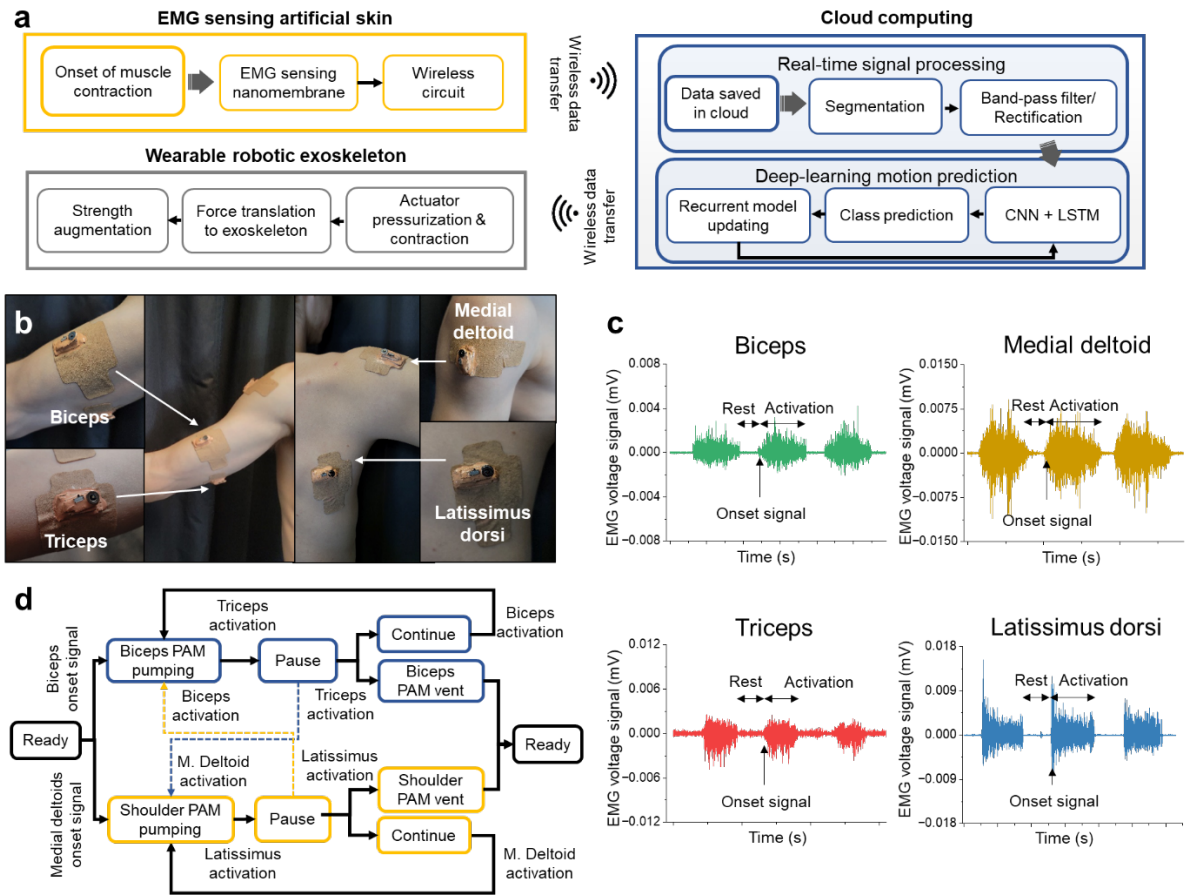 a
EMG sensing artificial skin
Onset of muscle
contraction
EMG sensing
nanomembrane
Wireless
circuit
Wireless data
transfer
Cloud computing
Real-time signal processing
Data saved
in cloud
Segmentation
Band-pass filter/
Rectification
Deep-learning motion prediction
Recurrent model
updating
Class prediction
CNN + LSTM
Wearable robotic exoskeleton
Strength
augmentation
Force translation
to exoskeleton
Actuator
pressurization &
contraction
Wireless data
transfer
b
Biceps
Triceps
Medial
deltoid
Latissimus
dorsi
c
Biceps
EMG voltage signal (mV)
0.008
0.004
0.000
−0.004
−0.008
Rest
Activation
Onset signal
Time (s)
Medial deltoid
EMG voltage signal (mV)
0.0150
0.0075
0.000
−0.0075
−0.0150
Rest
Activation
Onset signal
Time (s)
Triceps
EMG voltage signal (mV)
0.012
0.006
0.000
−0.006
−0.012
Rest
Activation
Onset signal
Time (s)
Latissimus dorsi
EMG voltage signal (mV)
0.018
0.009
0.000
−0.009
−0.018
Rest
Activation
Onset signal
Time (s)
d
Ready
Biceps
onset signal
Medial deltoids
onset signal
Biceps PAM
pumping
Triceps
activation
Pause
Continue
Biceps
activation
Biceps
PAM vent
Triceps
activation
Biceps
activation
M. Deltoid
activation
Latissimus
activation
Shoulder PAM
pumping
Latissimus
activation
Pause
Shoulder
PAM vent
Continue
M. Deltoid
activation
Ready